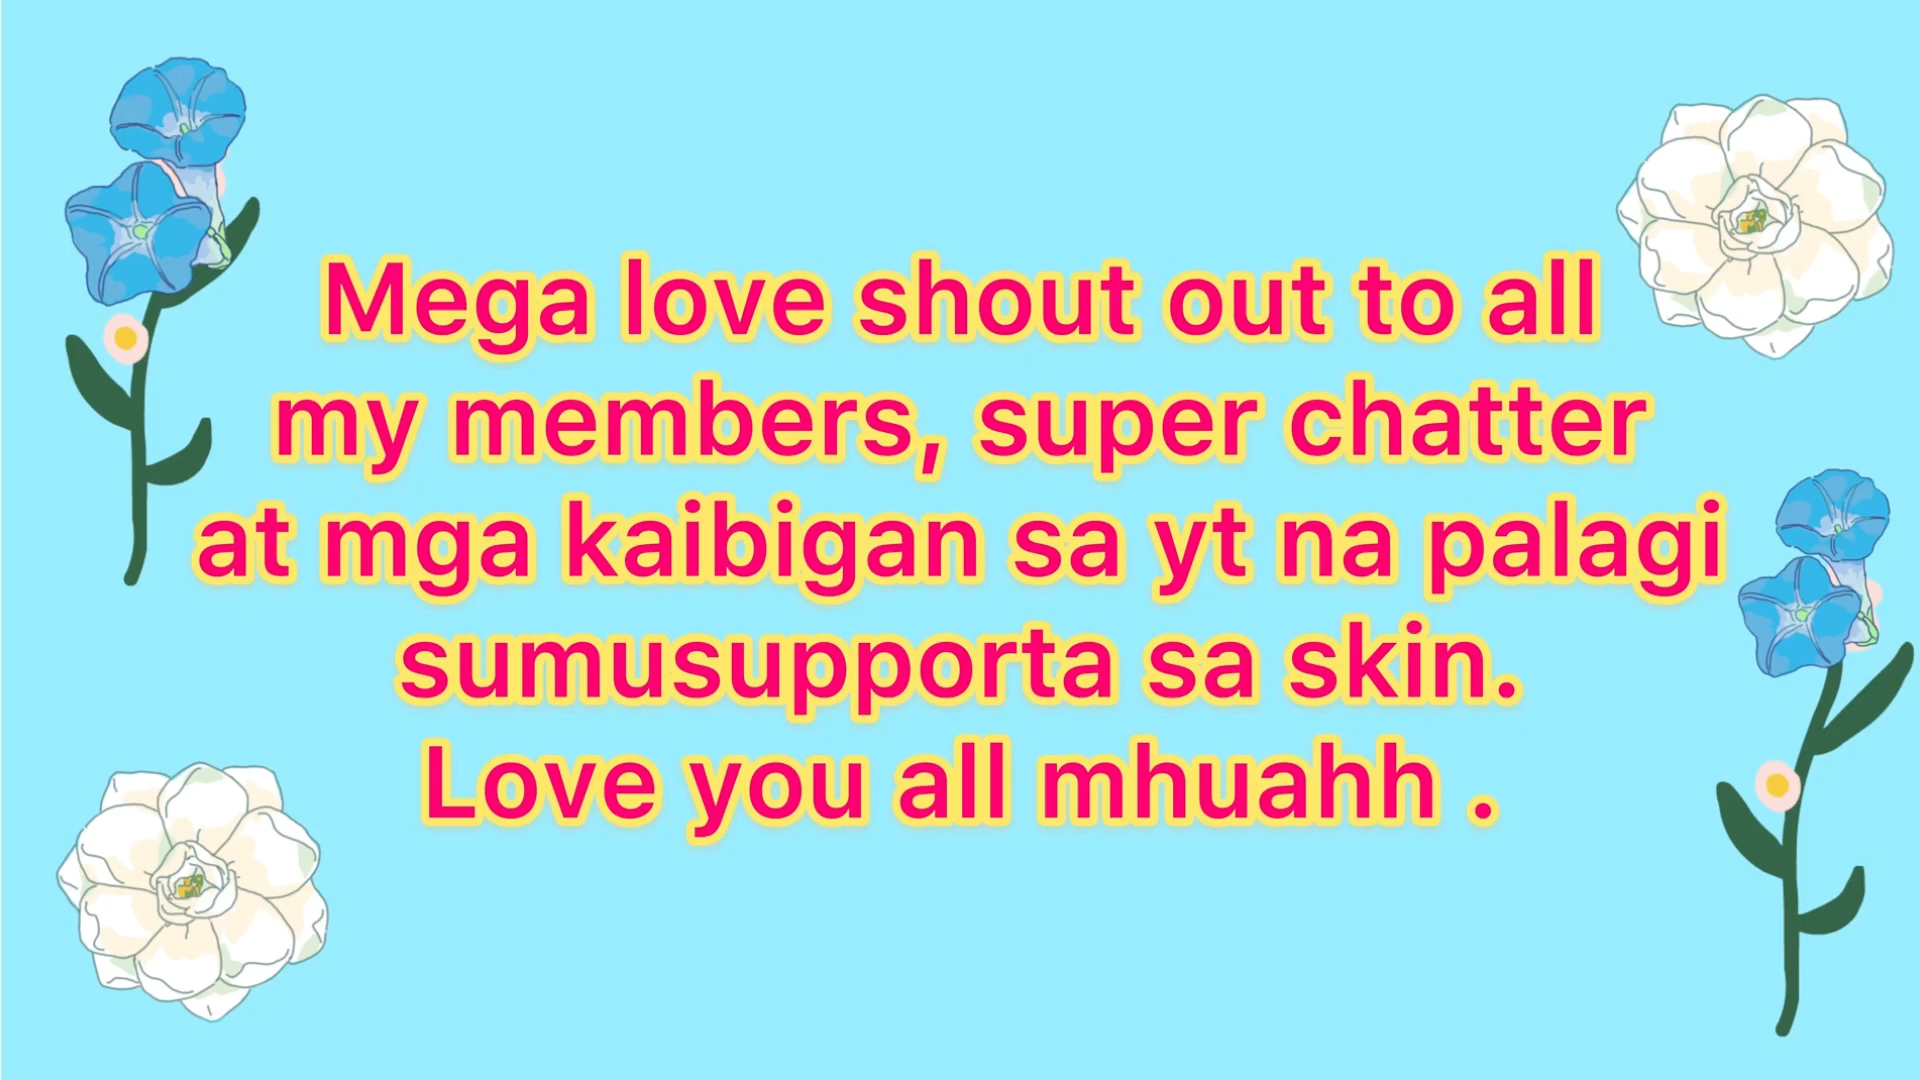 Mega love shout out to all
my members, super chatter
at mga kaibigan sa yt na palagi
sumusupporta sa skin.
Love you all mhuahh .